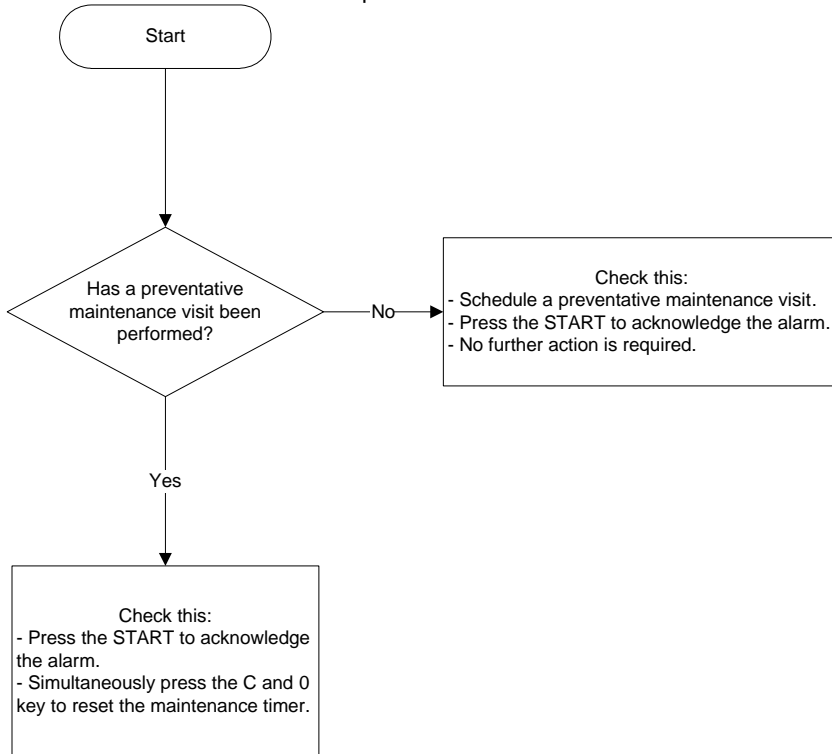 Start
Has a preventative
maintenance visit been
performed?
No
Check this:
- Schedule a preventative maintenance visit.
- Press the START to acknowledge the alarm.
- No further action is required.
Yes
Check this:
- Press the START to acknowledge
the alarm.
- Simultaneously press the C and 0
key to reset the maintenance timer.